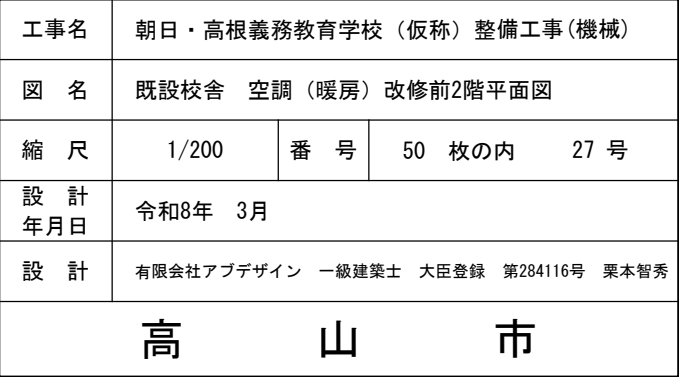 工事名 朝日・高根義務教育学校（仮称）整備工事(機械)
図　名 既設校舎　空調（暖房）改修前2階平面図
縮　尺 1/200 番　号 50　枚の内　27 号
設　計
年月日 令和8年　3月
設　計 有限会社アブデザイン　一級建築士　大臣登録　第284116号　栗本智秀
高　山　市